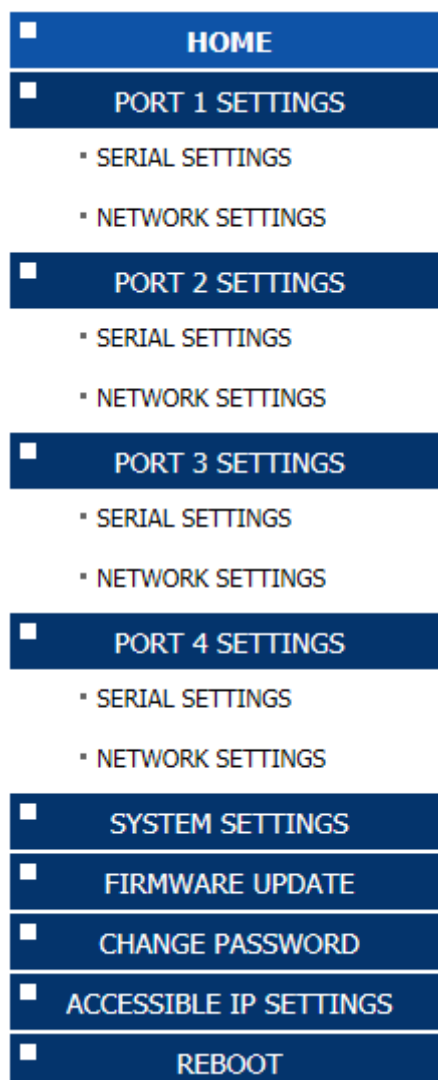 HOME
PORT 1 SETTINGS
SERIAL SETTINGS
NETWORK SETTINGS
PORT 2 SETTINGS
SERIAL SETTINGS
NETWORK SETTINGS
PORT 3 SETTINGS
SERIAL SETTINGS
NETWORK SETTINGS
PORT 4 SETTINGS
SERIAL SETTINGS
NETWORK SETTINGS
SYSTEM SETTINGS
FIRMWARE UPDATE
CHANGE PASSWORD
ACCESSIBLE IP SETTINGS
REBOOT